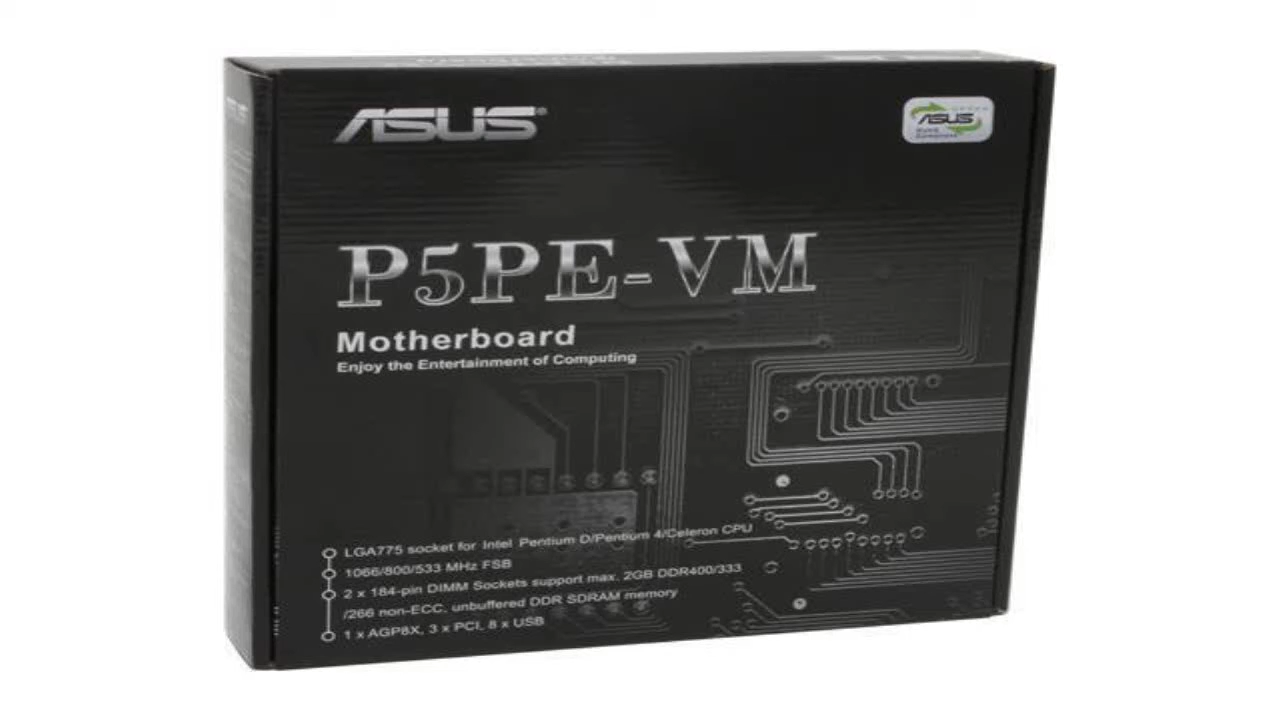 ASUS®
ASUS
P5PE-VM
Motherboard
Enjoy the Entertainment of Computing
LGA775 socket for Intel Pentium D/Pentium 4/Celeron CPU
1066/800/533 MHz FSB
2 x 184-pin DIMM Sockets support max. 2GB DDR400/333
/266 non-ECC, unbuffered DDR SDRAM memory
1 x AGP8X, 3 x PCI, 8 x USB